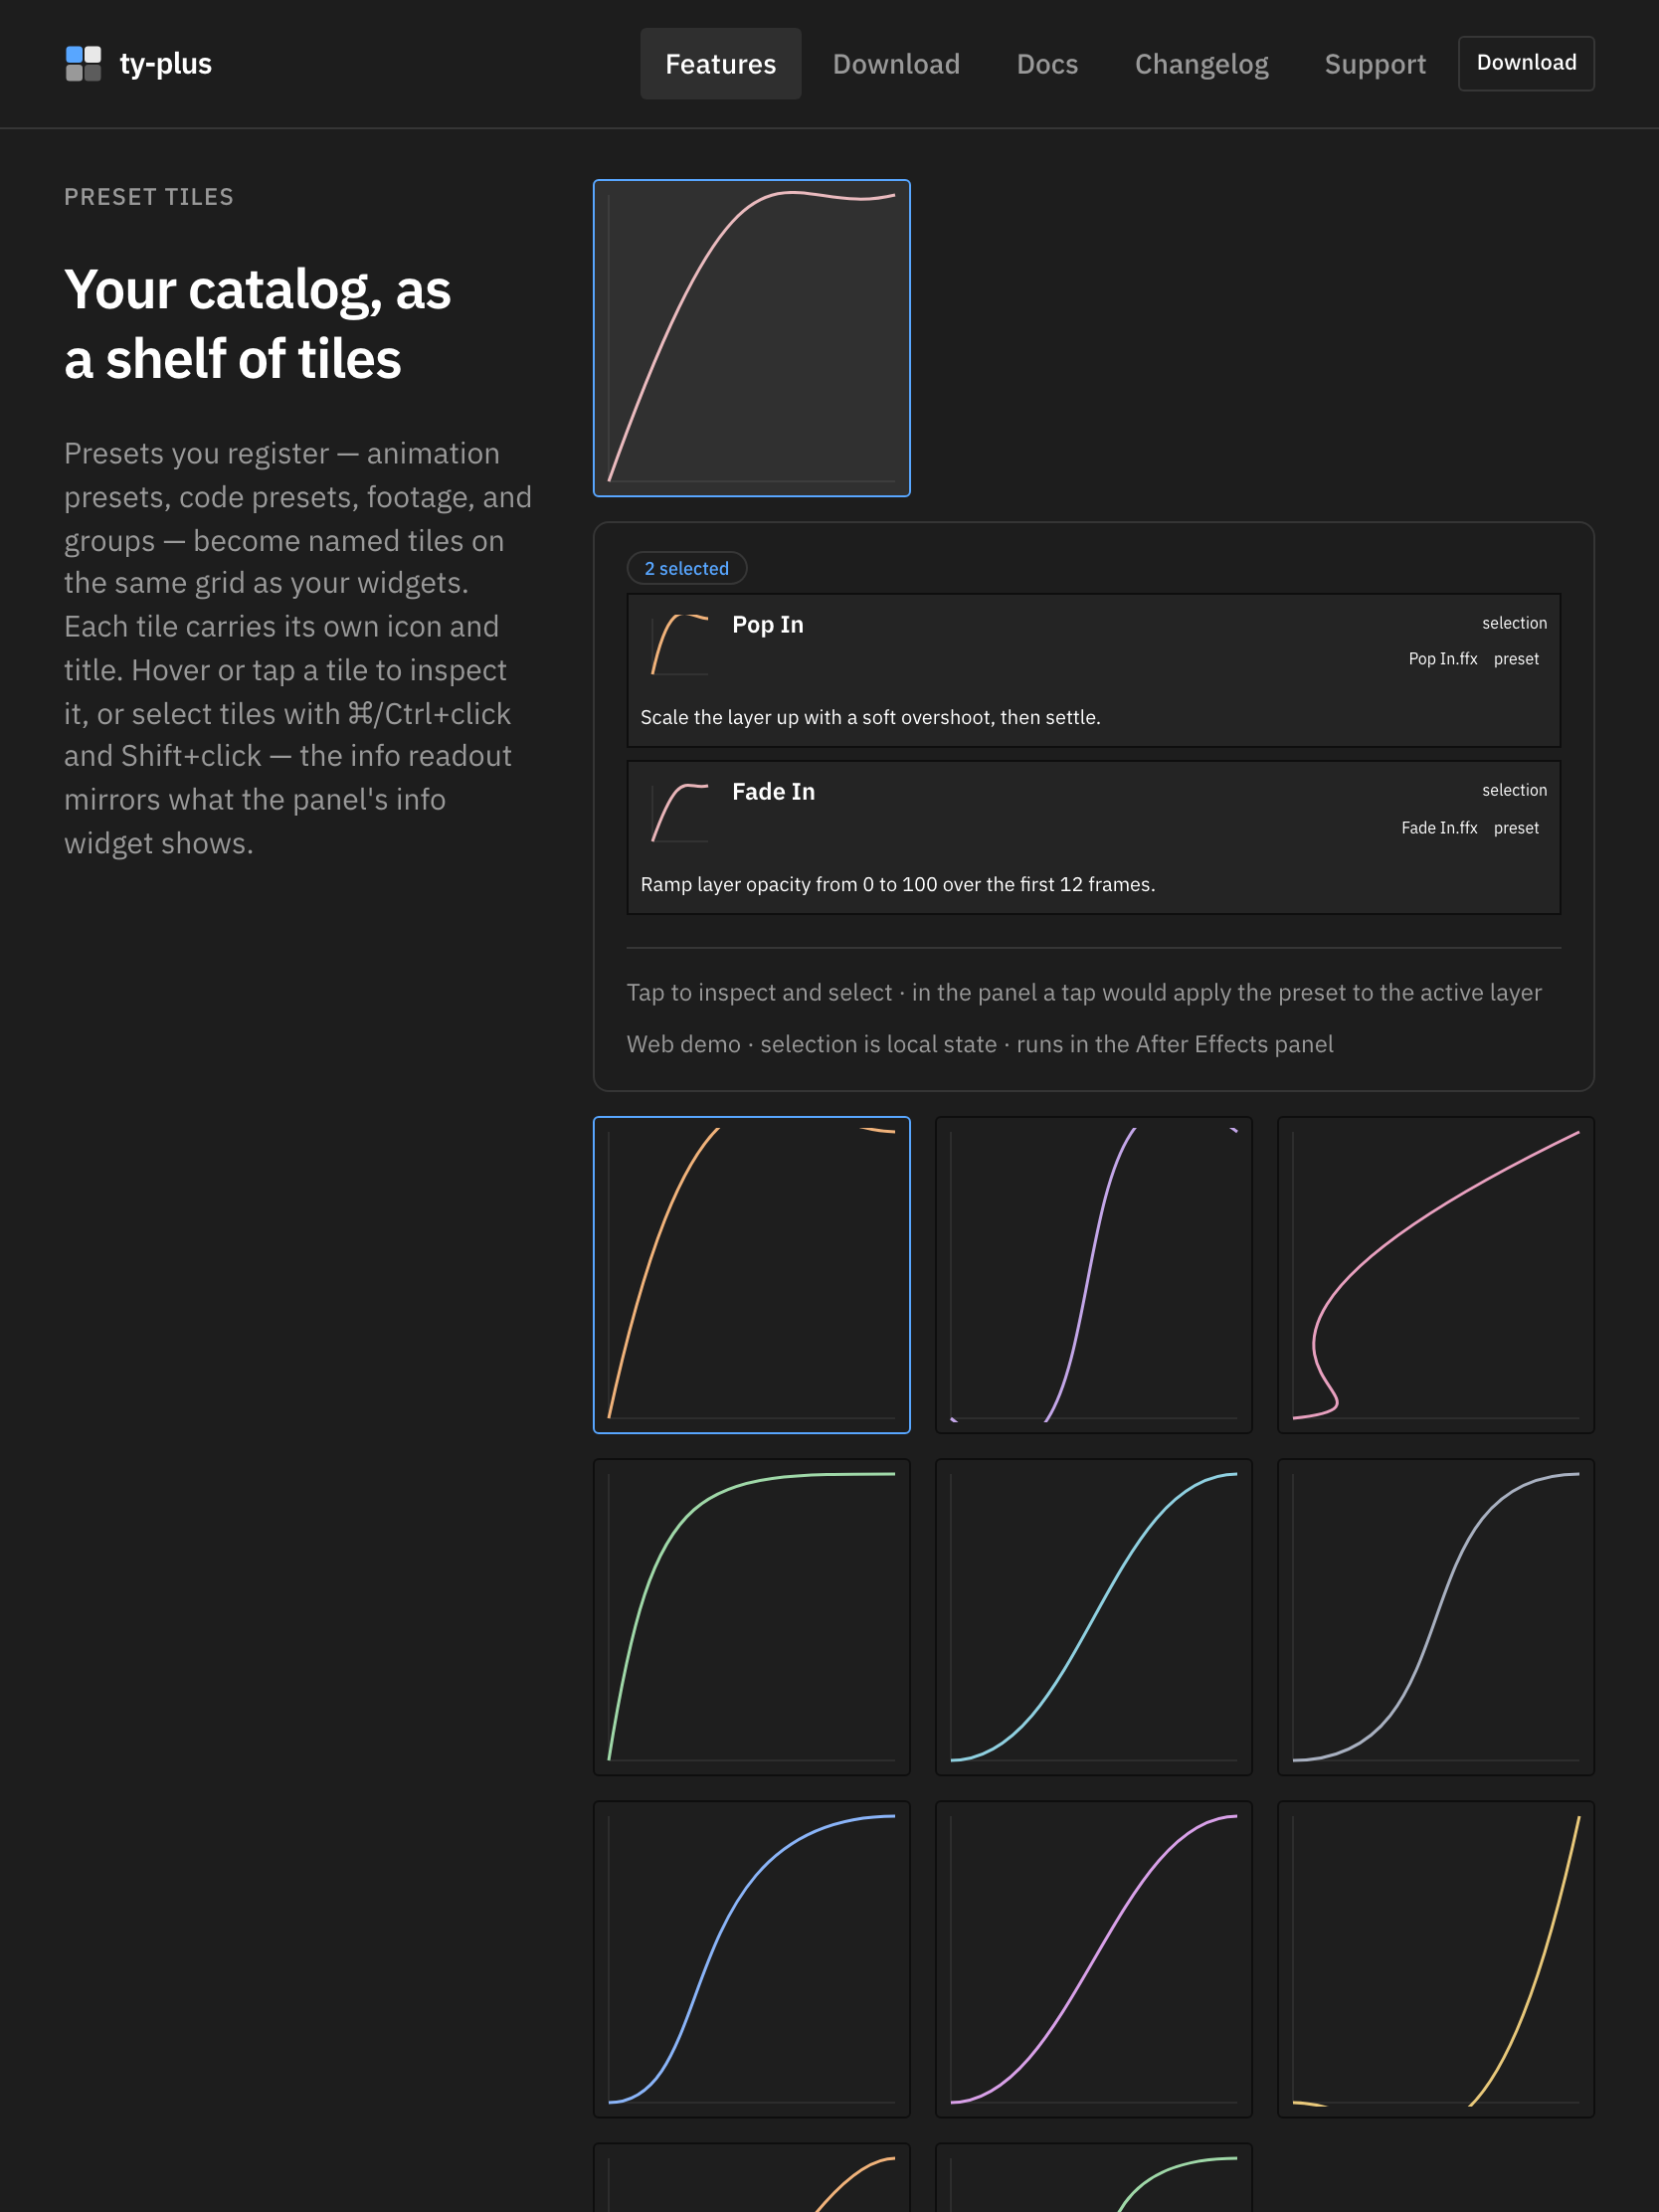 ty-plus
Features
Download
Docs
Changelog
Support
Download
PRESET TILES
Your catalog, as
a shelf of tiles
Presets you register — animation
presets, code presets, footage, and
groups — become named tiles on
the same grid as your widgets.
Each tile carries its own icon and
title. Hover or tap a tile to inspect
it, or select tiles with ⌘/Ctrl+click
and Shift+click — the info readout
mirrors what the panel's info
widget shows.
2 selected
Pop In
selection
Pop In.ffx preset
Scale the layer up with a soft overshoot, then settle.
Fade In
selection
Fade In.ffx preset
Ramp layer opacity from 0 to 100 over the first 12 frames.
Tap to inspect and select · in the panel a tap would apply the preset to the active layer
Web demo · selection is local state · runs in the After Effects panel